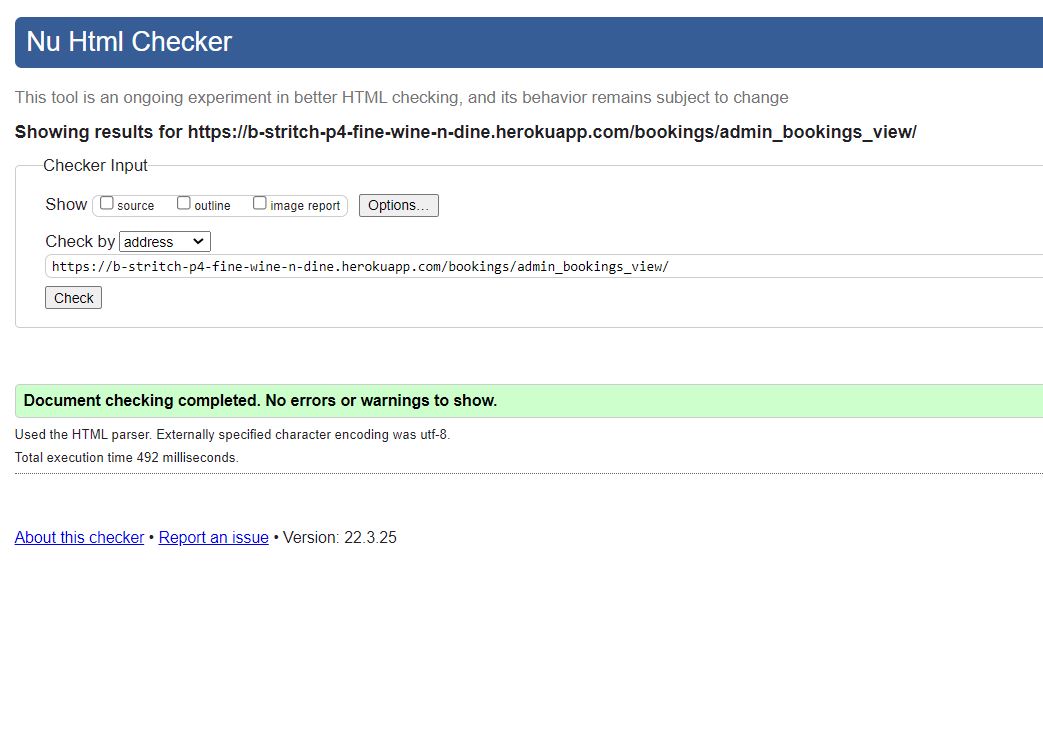 Nu Html Checker
This tool is an ongoing experiment in better HTML checking, and its behavior remains subject to change
Showing results for https://b-stritch-p4-fine-wine-n-dine.herokuapp.com/bookings/admin_bookings_view/
Checker Input
Show source outline image report Options...
Check by address
https://b-stritch-p4-fine-wine-n-dine.herokuapp.com/bookings/admin_bookings_view/
Check
Document checking completed. No errors or warnings to show.
Used the HTML parser. Externally specified character encoding was utf-8.
Total execution time 492 milliseconds.
About this checker • Report an issue • Version: 22.3.25